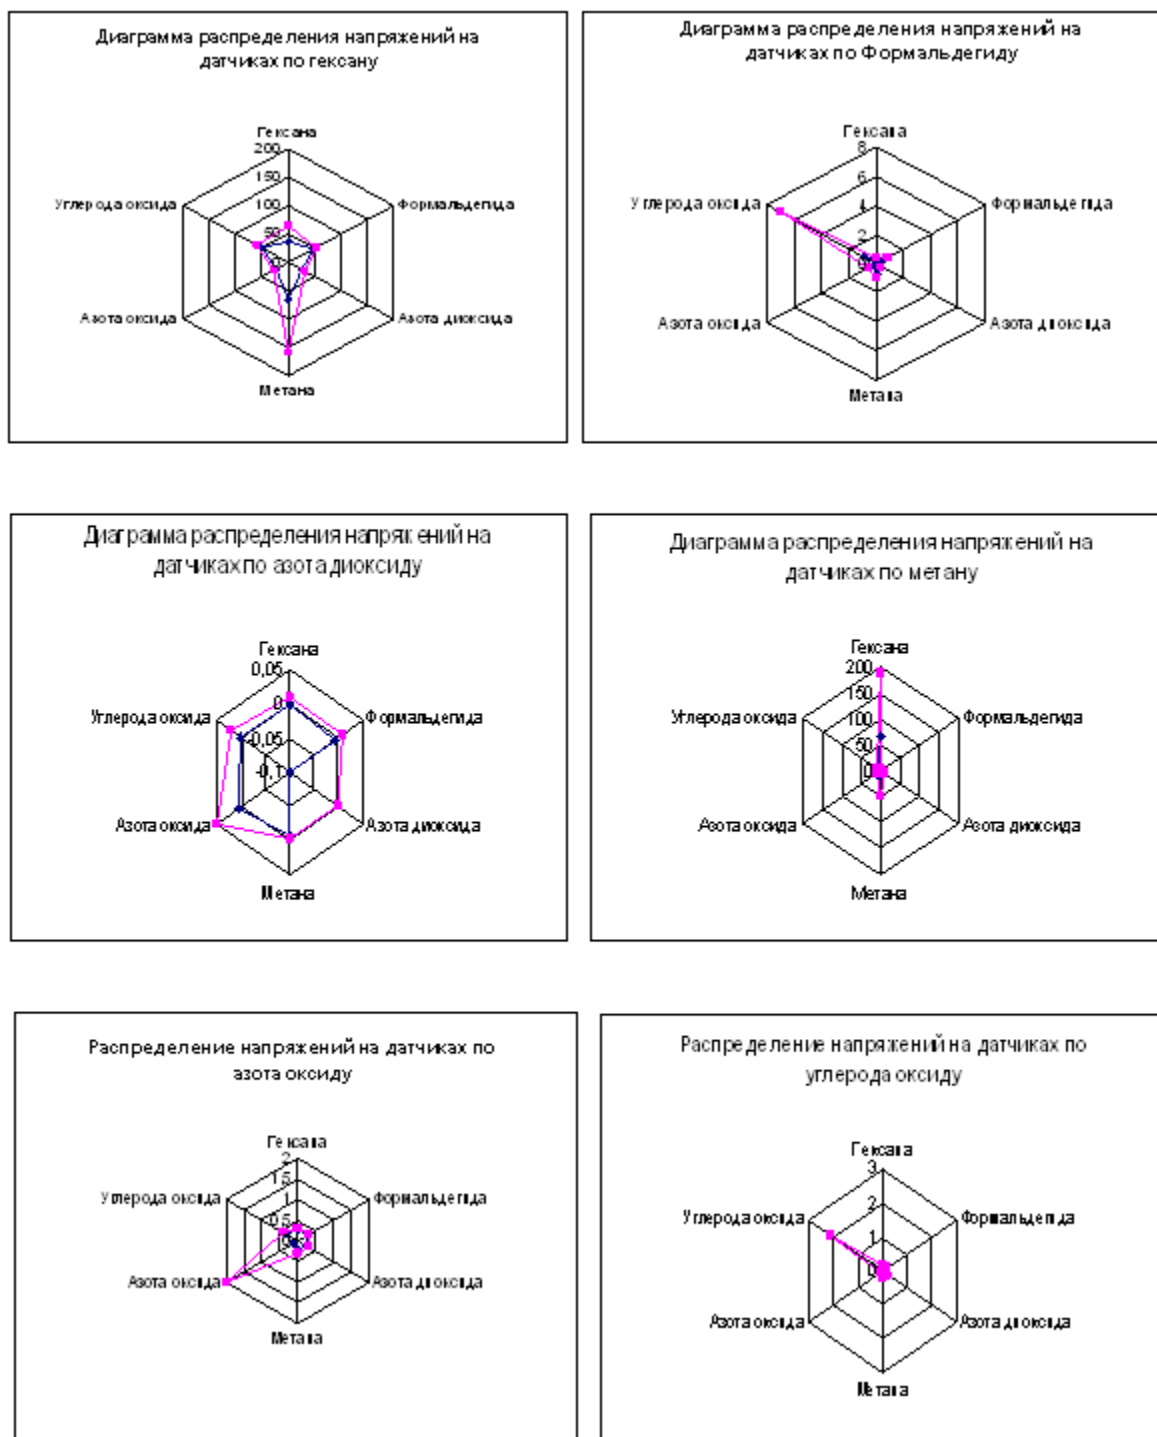 Диаграмма распределения напряжений на
датчиках по гексану
Гексана
200
150
100
50
0
Углерода оксида
Формальдегида
Азота оксида
Азота диоксида
Метана
Диаграмма распределения напряжений на
датчиках по Формальдегиду
Гексана
8
6
4
2
0
Углерода оксида
Формальдегида
Азота оксида
Азота диоксида
Метана
Диаграмма распределения напряжений на
датчиках по азота диоксиду
Гексана
0,05
0
-0,05
-0,1
Углерода оксида
Формальдегида
Азота оксида
Азота диоксида
Метана
Диаграмма распределения напряжений на
датчиках по метану
Гексана
200
150
100
50
0
Углерода оксида
Формальдегида
Азота оксида
Азота диоксида
Метана
Распределение напряжений на датчиках по
азота оксиду
Гексана
2
1,5
1
0,5
0
Углерода оксида
Формальдегида
Азота оксида
Азота диоксида
Метана
Распределение напряжений на датчиках по
углерода оксиду
Гексана
3
2
1
0
Углерода оксида
Формальдегида
Азота оксида
Азота диоксида
Метана